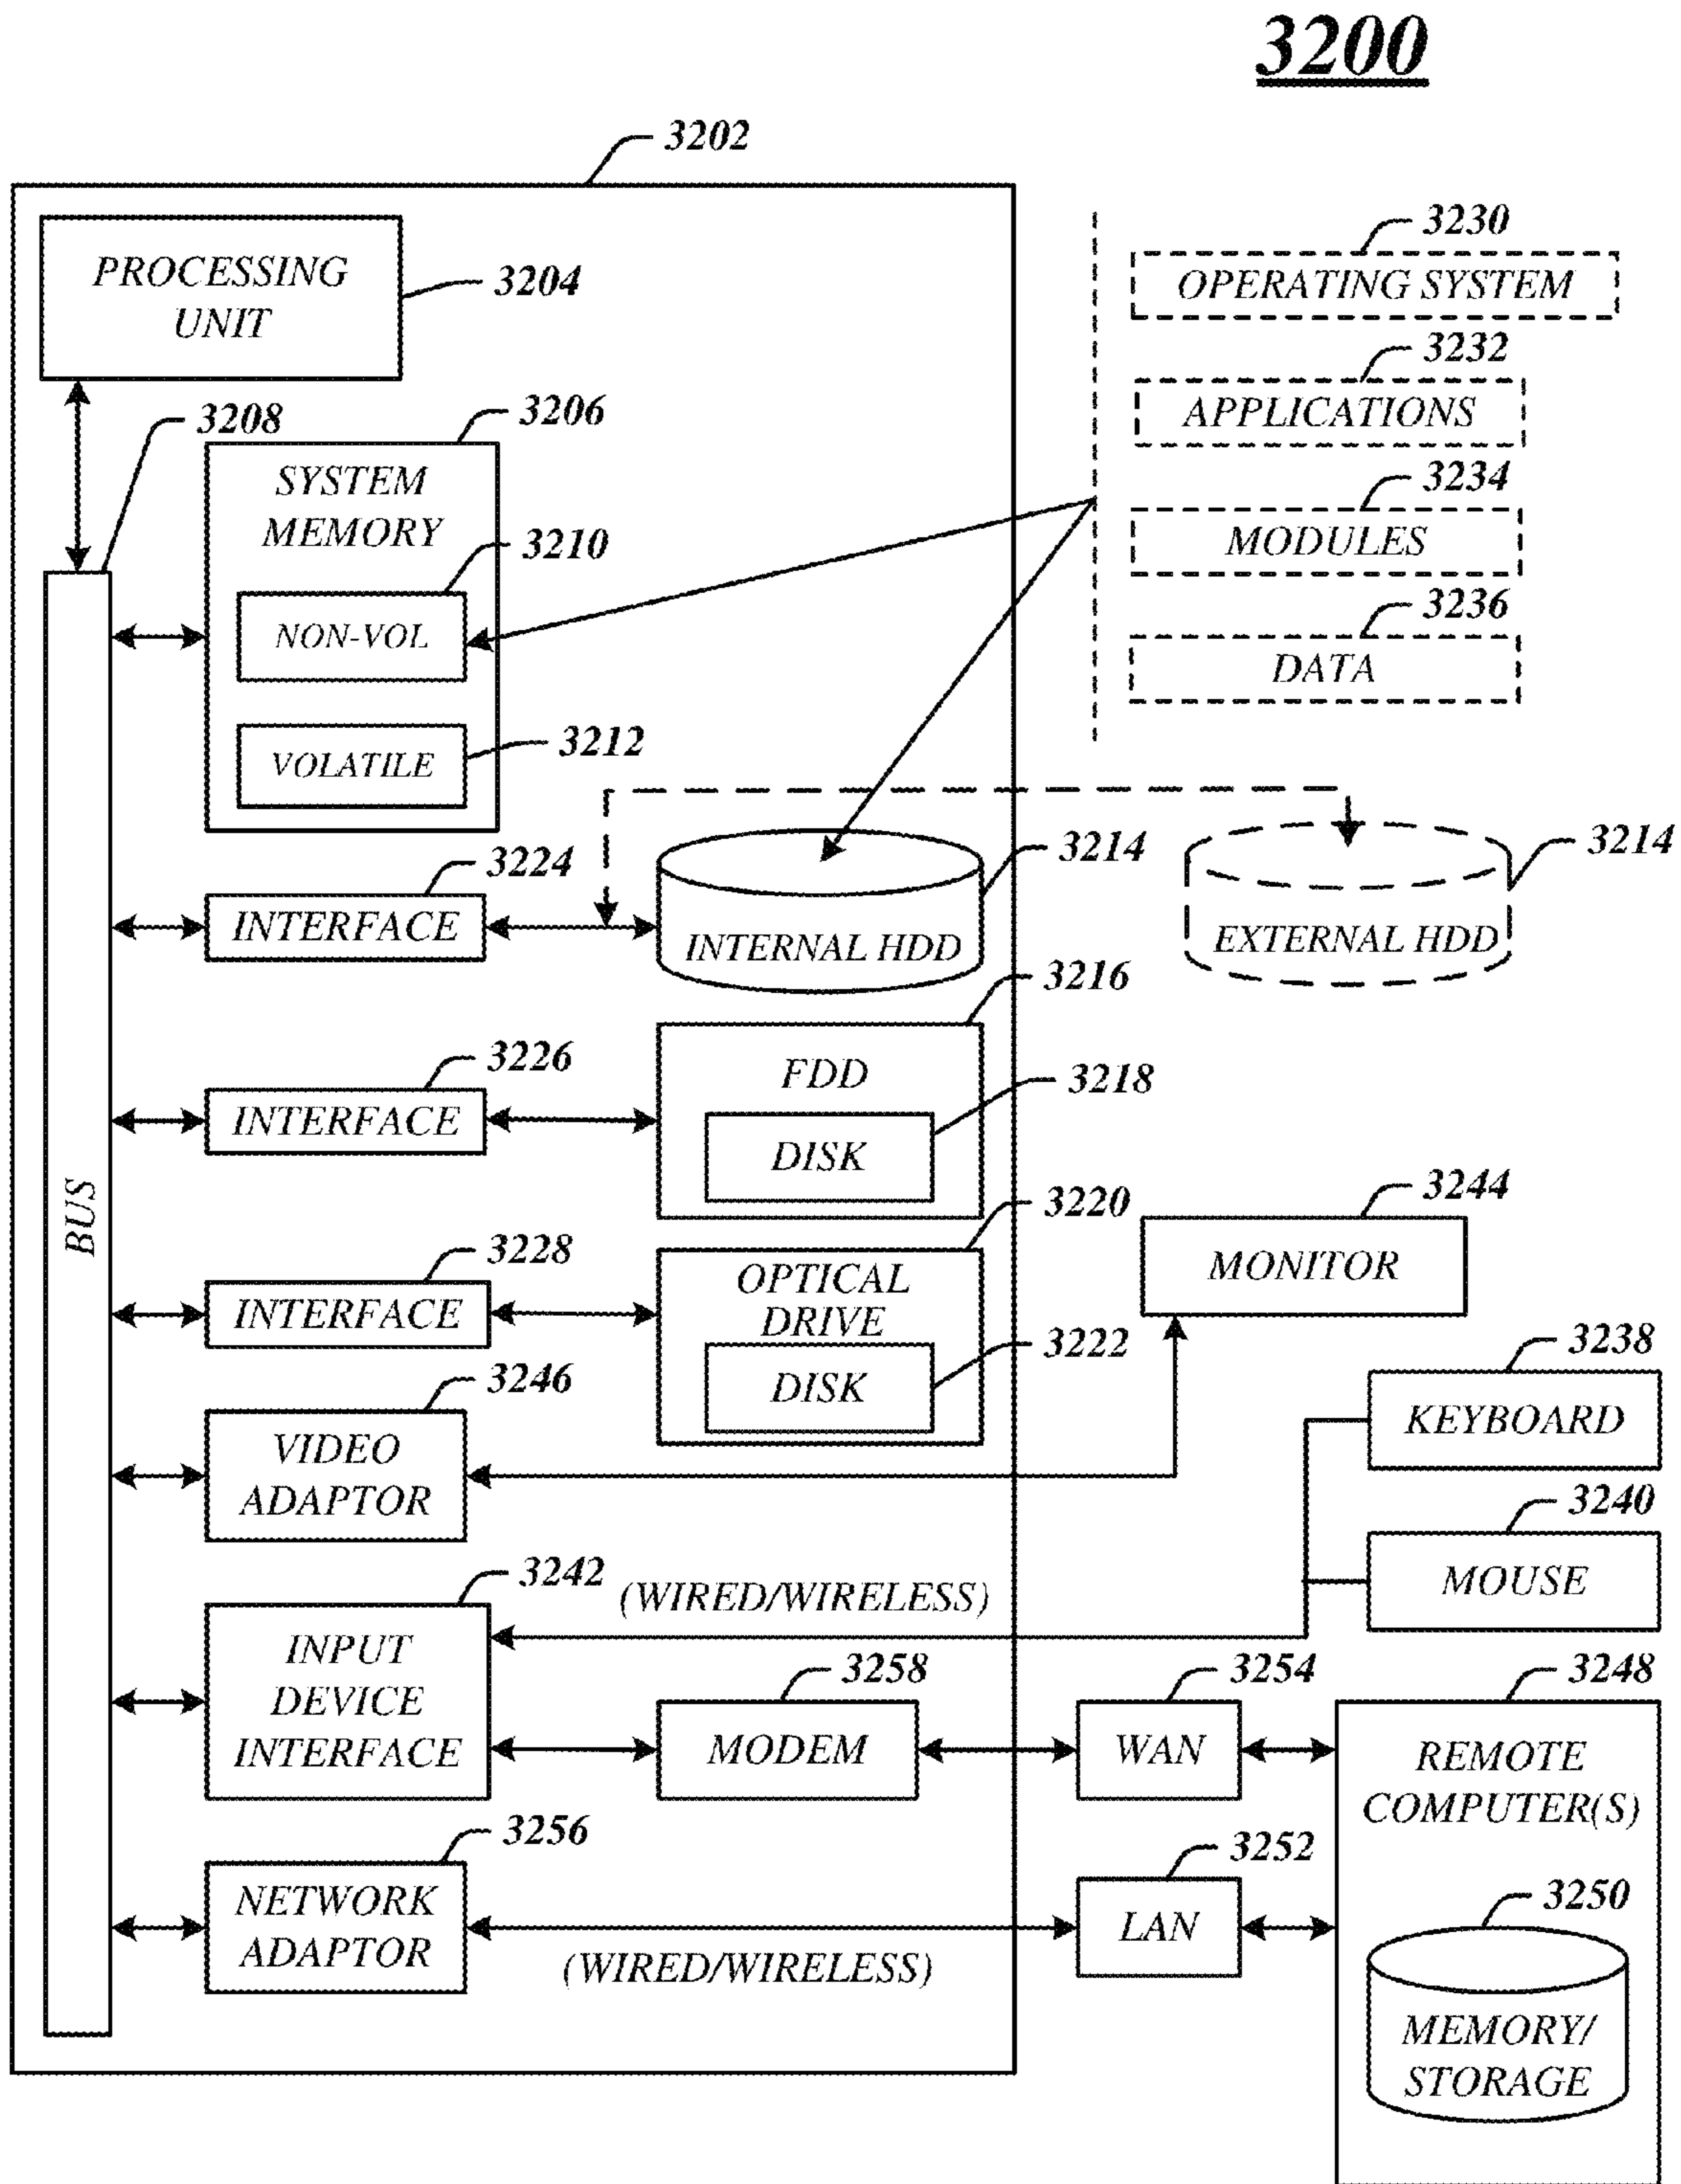 3200
3202
PROCESSING
UNIT
3204
3230
OPERATING SYSTEM
3232
APPLICATIONS
3234
MODULES
3236
DATA
3208
3206
SYSTEM
MEMORY
3210
NON-VOL
3212
VOLATILE
BUS
3224
INTERFACE
3214
INTERNAL HDD
3214
EXTERNAL HDD
3216
FDD
3218
DISK
3226
INTERFACE
3220
OPTICAL
DRIVE
3222
DISK
3228
INTERFACE
3244
MONITOR
3246
VIDEO
ADAPTOR
3238
KEYBOARD
3240
MOUSE
3242
INPUT
DEVICE
INTERFACE
(WIRED/WIRELESS)
3258
MODEM
3254
WAN
3248
REMOTE
COMPUTER(S)
3256
NETWORK
ADAPTOR
(WIRED/WIRELESS)
3252
LAN
3250
MEMORY/
STORAGE